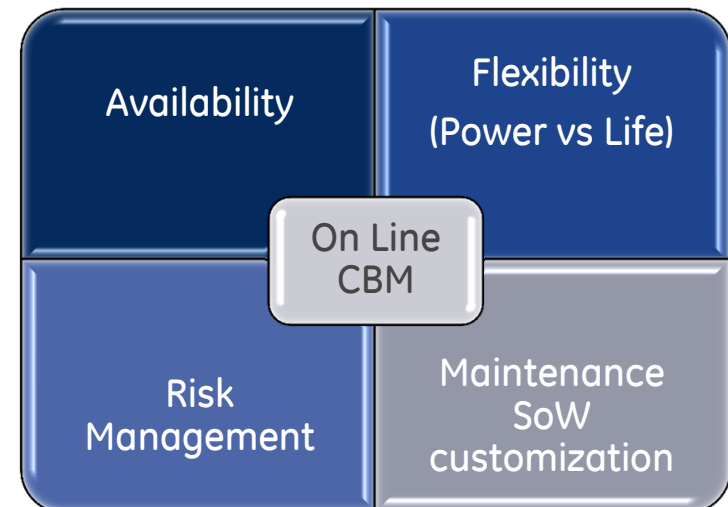 Availability
Flexibility
(Power vs Life)
On Line
CBM
Risk
Management
Maintenance
SoW
customization